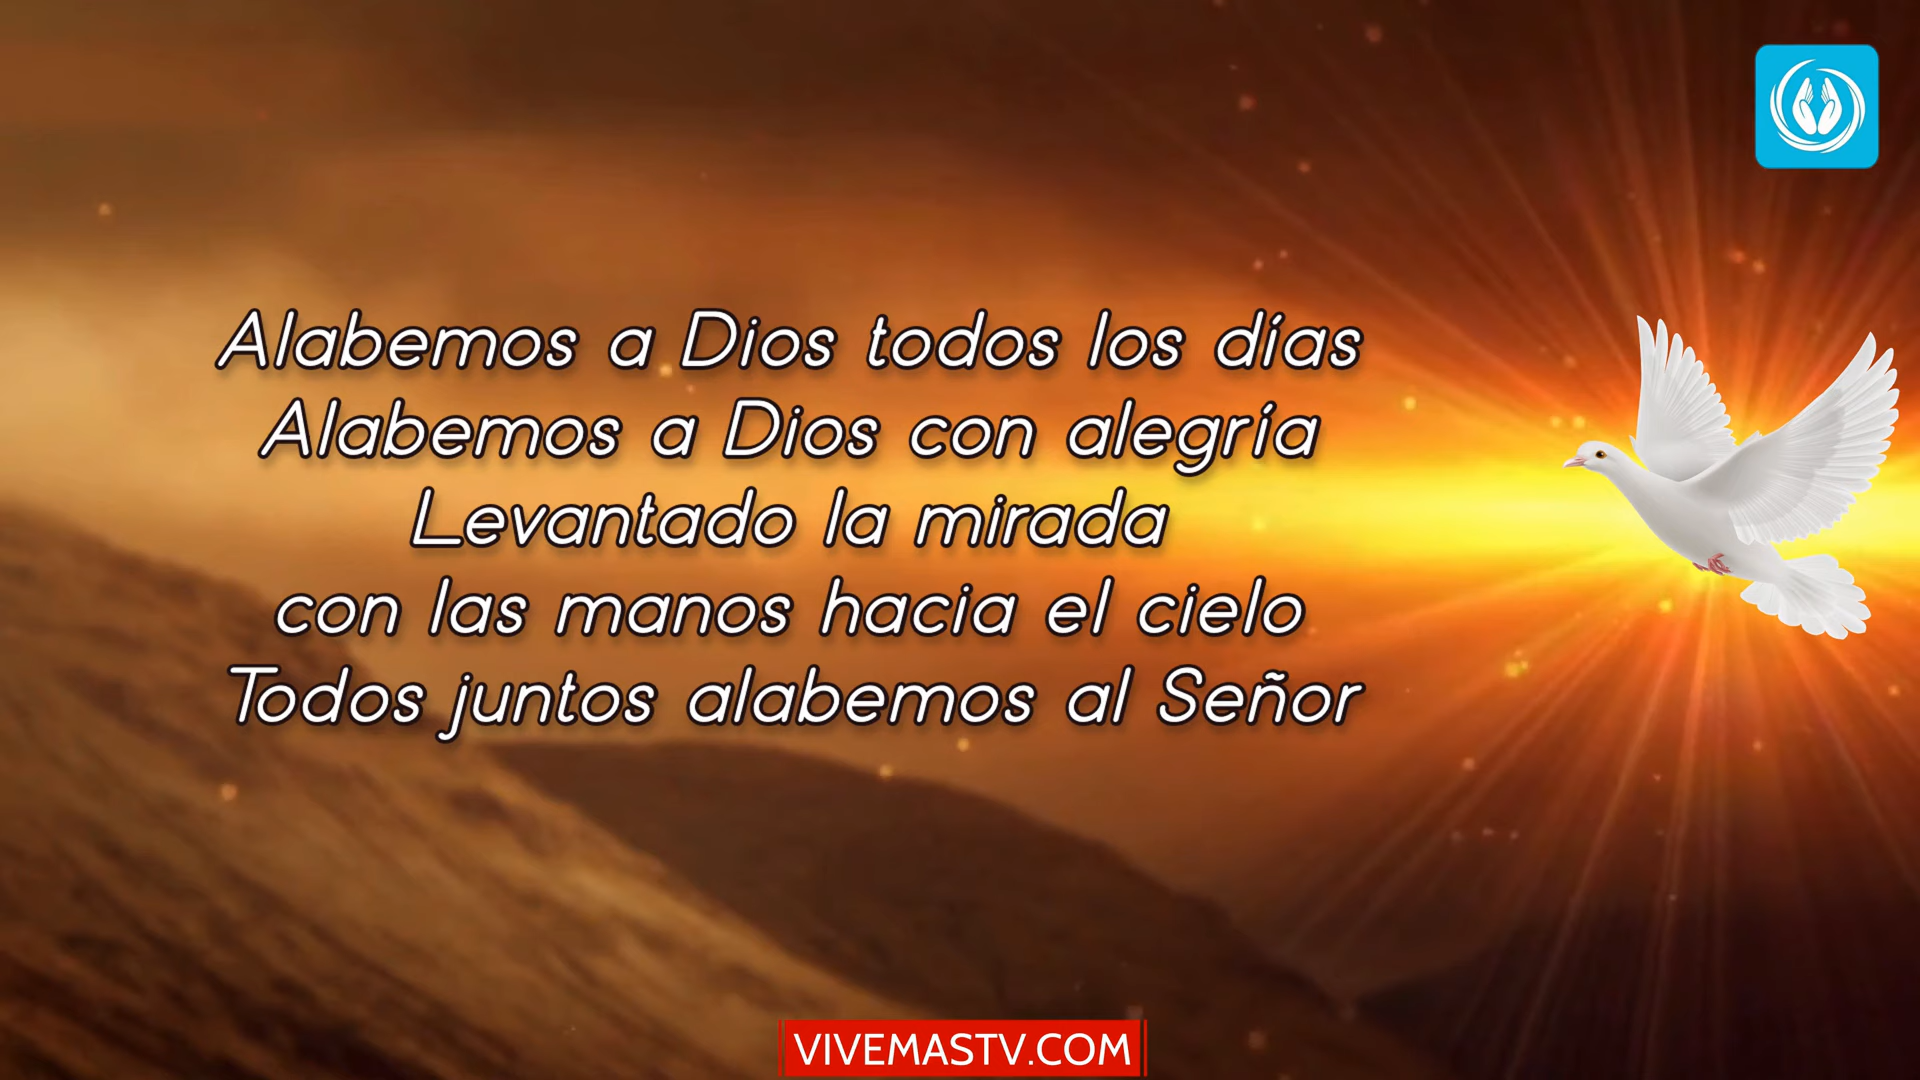 Alabemos a Dios todos los días
Alabemos a Dios con alegría
Levantado la mirada
con las manos hacia el cielo
Todos juntos alabemos al Señor
VIVEMASTV.COM